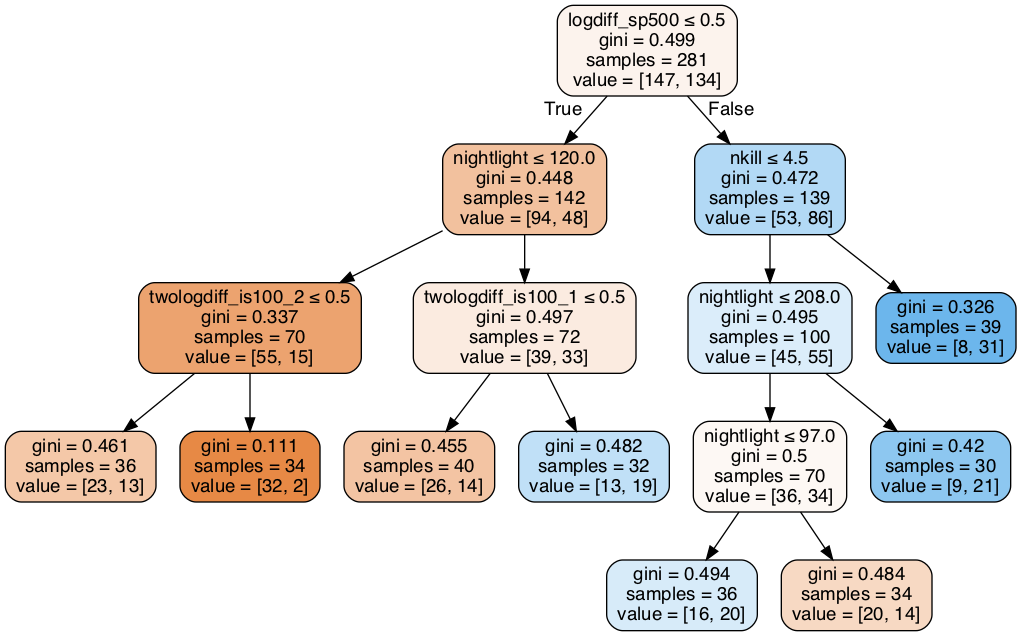 logdiff_sp500 ≤ 0.5
gini = 0.499
samples = 281
value = [147, 134]
True
False
nightlight ≤ 120.0
gini = 0.448
samples = 142
value = [94, 48]
nkill ≤ 4.5
gini = 0.472
samples = 139
value = [53, 86]
twologdiff_is100_2 ≤ 0.5
gini = 0.337
samples = 70
value = [55, 15]
twologdiff_is100_1 ≤ 0.5
gini = 0.497
samples = 72
value = [39, 33]
nightlight ≤ 208.0
gini = 0.495
samples = 100
value = [45, 55]
gini = 0.326
samples = 39
value = [8, 31]
gini = 0.461
samples = 36
value = [23, 13]
gini = 0.111
samples = 34
value = [32, 2]
gini = 0.455
samples = 40
value = [26, 14]
gini = 0.482
samples = 32
value = [13, 19]
nightlight ≤ 97.0
gini = 0.5
samples = 70
value = [36, 34]
gini = 0.42
samples = 30
value = [9, 21]
gini = 0.494
samples = 36
value = [16, 20]
gini = 0.484
samples = 34
value = [20, 14]